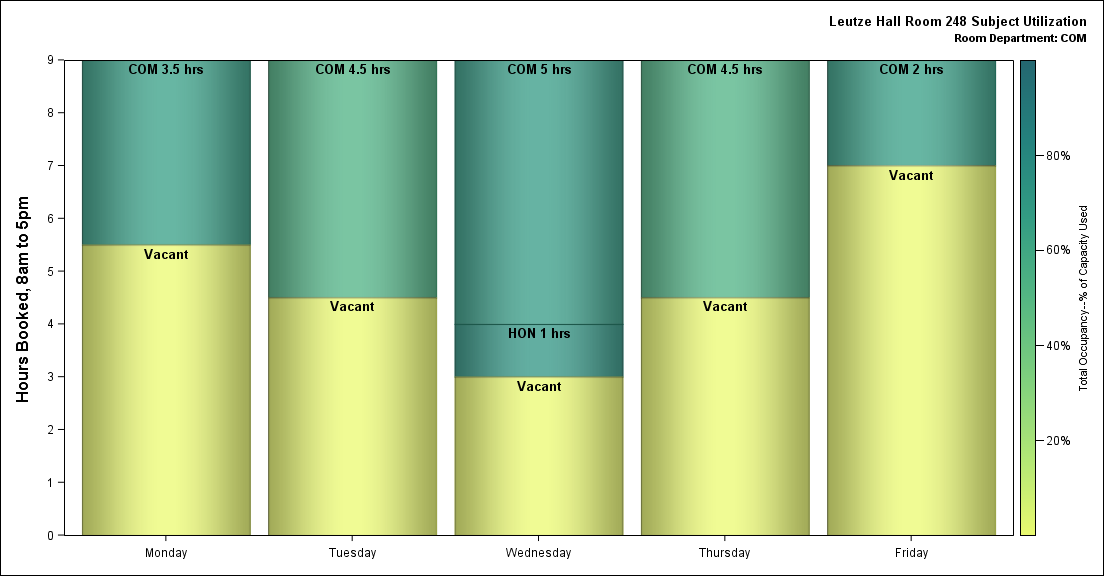 Leutze Hall Room 248 Subject Utilization
Room Department: COM
Hours Booked, 8am to 5pm
9
8
7
6
5
4
3
2
1
0
COM 3.5 hrs
Vacant
COM 4.5 hrs
Vacant
COM 5 hrs
HON 1 hrs
Vacant
COM 4.5 hrs
Vacant
COM 2 hrs
Vacant
Monday
Tuesday
Wednesday
Thursday
Friday
80%
60%
40%
20%
Total Occupancy--% of Capacity Used